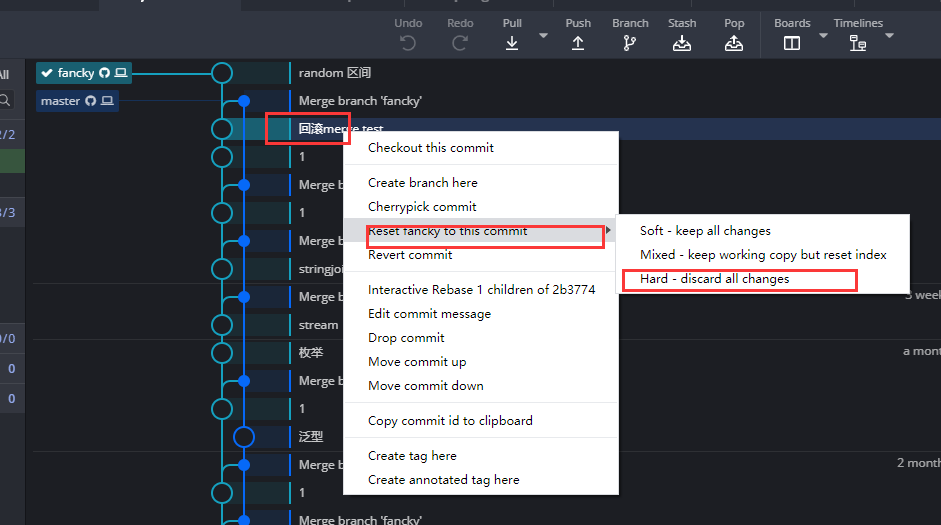 Undo Redo Pull Push Branch Stash Pop Boards Timelines
All
fancky random 区间
master Merge branch 'fancky'
2/2
回滚merge test
1
Checkout this commit
Merge b
Create branch here
3/3
1
Cherrypick commit
Reset fancky to this commit
Soft - keep all changes
Merge b
Revert commit
Mixed - keep working copy but reset index
stringjoi
Hard - discard all changes
Merge b
Interactive Rebase 1 children of 2b3774
3 week
stream
Edit commit message
0/0
Drop commit
枚举
a mon
0
Move commit up
Merge b
Move commit down
0
1
Copy commit id to clipboard
泛型
Create tag here
Merge b
2 month
Create annotated tag here
1
Merge branch 'fancky'